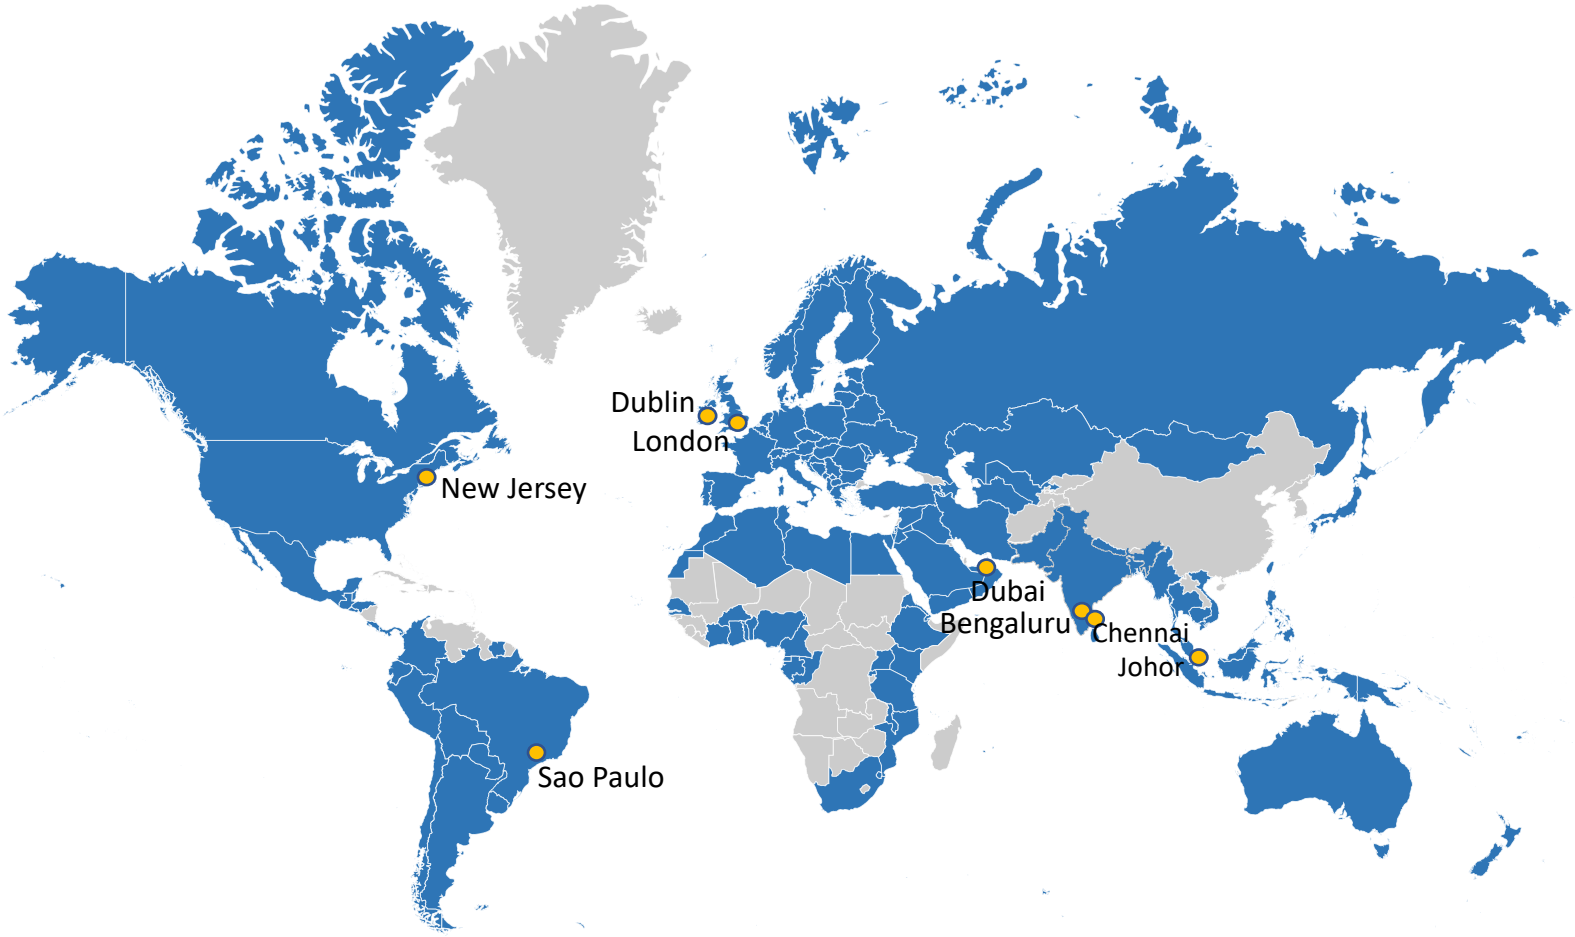 Dublin
London
New Jersey
Dubai
Bengaluru
Chennai
Johor
Sao Paulo